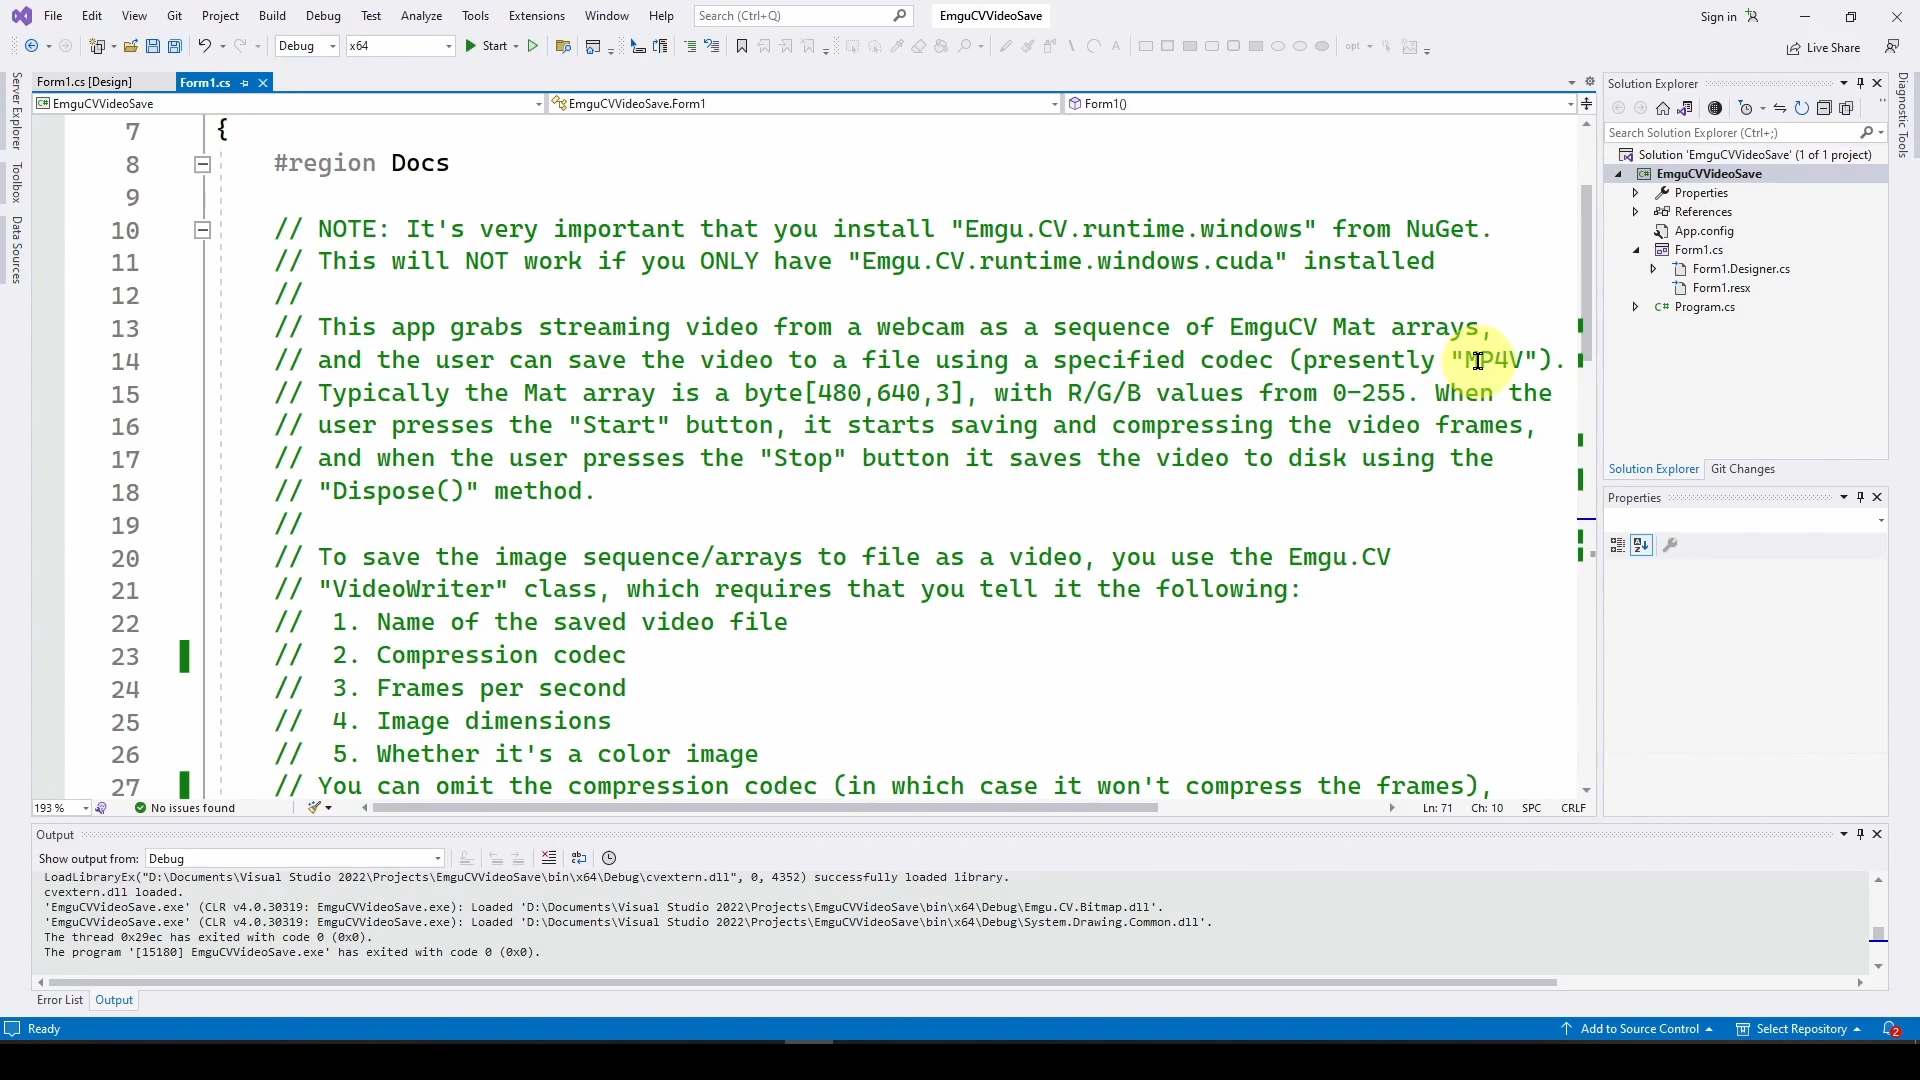 File Edit View Git Project Build Debug Test Analyze Tools Extensions Window Help Search (Ctrl+Q) EmguCVVideoSave Sign in
Debug x64 Start opt Live Share
Server Explorer
Toolbox
Data Sources
Form1.cs [Design] Form1.cs
EmguCVVideoSave EmguCVVideoSave.Form1 Form1()
7 {
8 #region Docs
9
10 // NOTE: It's very important that you install "Emgu.CV.runtime.windows" from NuGet.
11 // This will NOT work if you ONLY have "Emgu.CV.runtime.windows.cuda" installed
12 //
13 // This app grabs streaming video from a webcam as a sequence of EmguCV Mat arrays,
14 // and the user can save the video to a file using a specified codec (presently "MP4V").
15 // Typically the Mat array is a byte[480,640,3], with R/G/B values from 0-255. When the
16 // user presses the "Start" button, it starts saving and compressing the video frames,
17 // and when the user presses the "Stop" button it saves the video to disk using the
18 // "Dispose()" method.
19 //
20 // To save the image sequence/arrays to file as a video, you use the Emgu.CV
21 // "VideoWriter" class, which requires that you tell it the following:
22 // 1. Name of the saved video file
23 // 2. Compression codec
24 // 3. Frames per second
25 // 4. Image dimensions
26 // 5. Whether it's a color image
27 // You can omit the compression codec (in which case it won't compress the frames),
193 % No issues found Ln: 71 Ch: 10 SPC CRLF
Solution Explorer
Search Solution Explorer (Ctrl+;)
Solution 'EmguCVVideoSave' (1 of 1 project)
C# EmguCVVideoSave
Properties
References
App.config
Form1.cs
Form1.Designer.cs
Form1.resx
C# Program.cs
Solution Explorer Git Changes
Properties
Diagnostic Tools
Output
Show output from: Debug
LoadLibraryEx("D:\Documents\Visual Studio 2022\Projects\EmguCVVideoSave\bin\x64\Debug\cvextern.dll", 0, 4352) successfully loaded library.
cvextern.dll loaded.
'EmguCVVideoSave.exe' (CLR v4.0.30319: EmguCVVideoSave.exe): Loaded 'D:\Documents\Visual Studio 2022\Projects\EmguCVVideoSave\bin\x64\Debug\Emgu.CV.Bitmap.dll'.
'EmguCVVideoSave.exe' (CLR v4.0.30319: EmguCVVideoSave.exe): Loaded 'D:\Documents\Visual Studio 2022\Projects\EmguCVVideoSave\bin\x64\Debug\System.Drawing.Common.dll'.
The thread 0x29ec has exited with code 0 (0x0).
The program '[15180] EmguCVVideoSave.exe' has exited with code 0 (0x0).
Error List Output
Ready Add to Source Control Select Repository 2